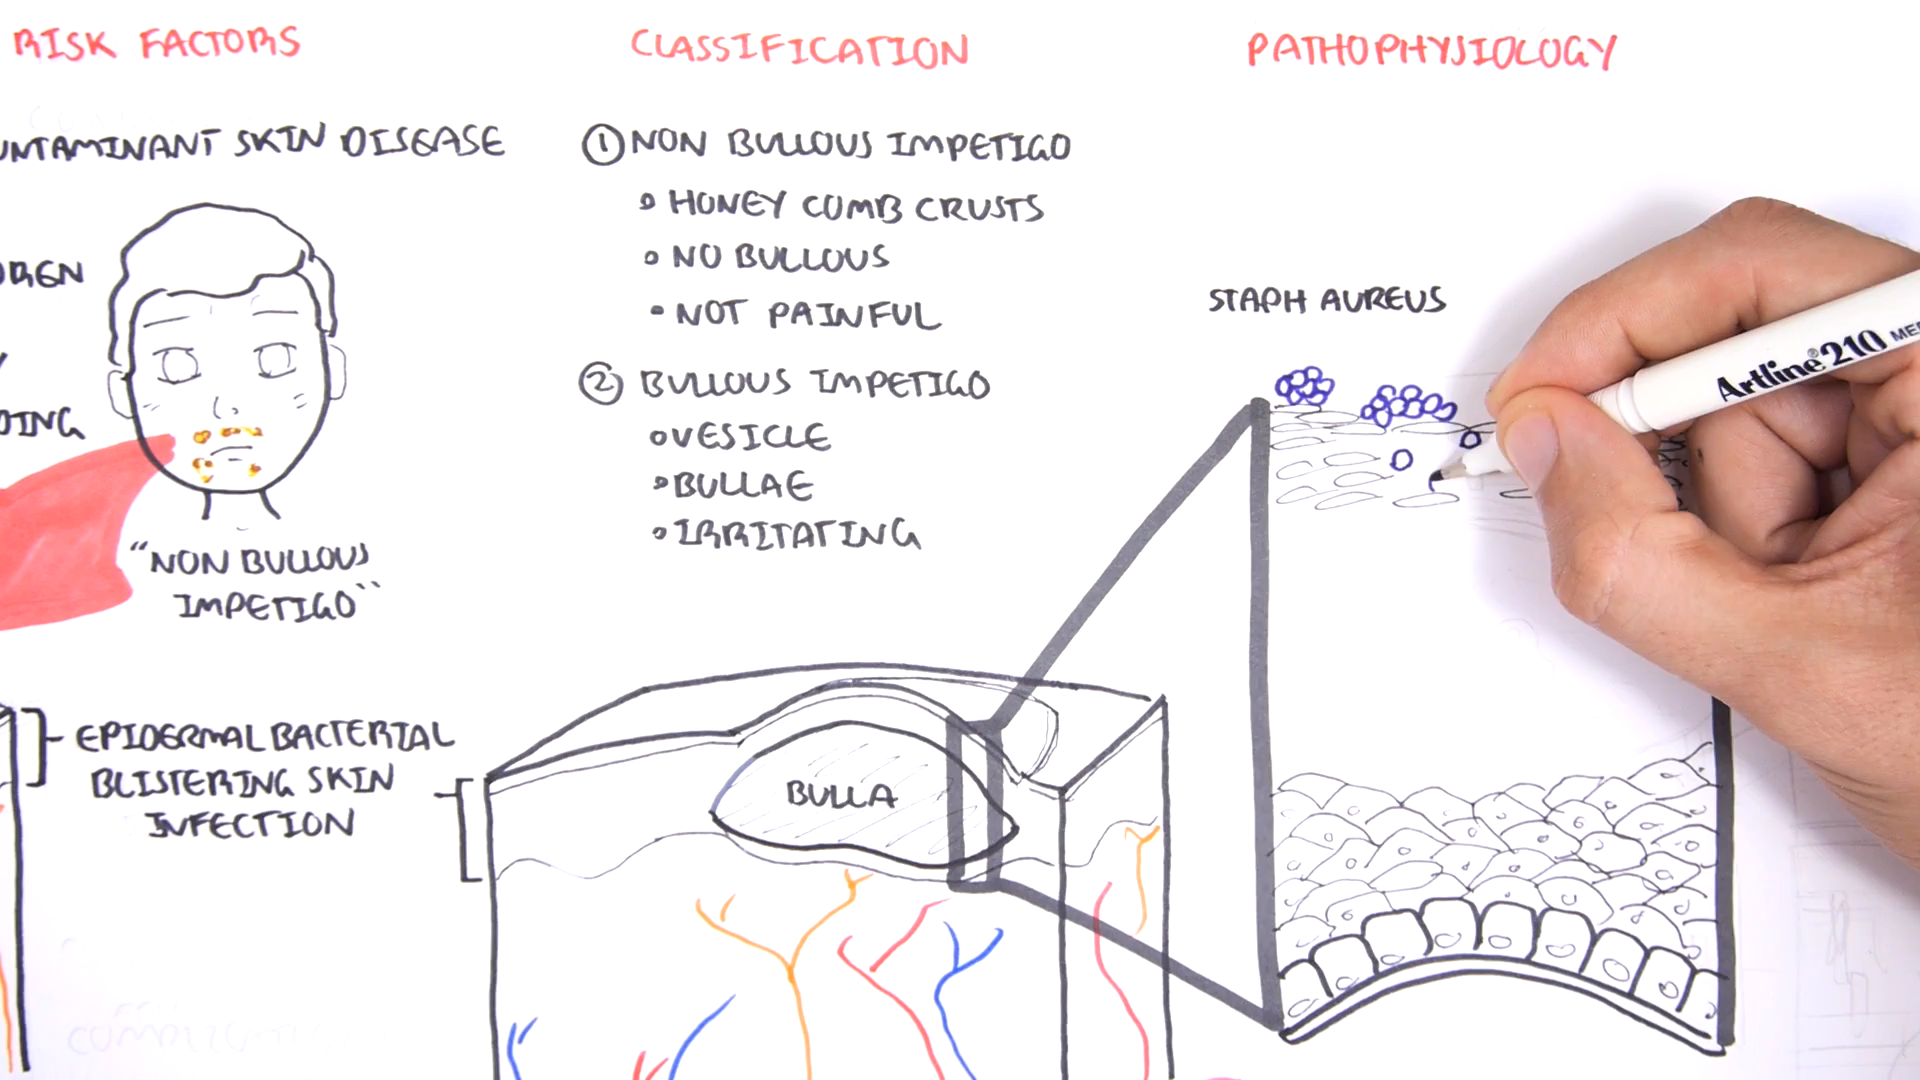 RISK FACTORS
CLASSIFICATION
PATHOPHYSIOLOGY
SKIN DISEASE
"NON BULLOUS
IMPETIGO"
① NON BULLOUS IMPETIGO
HONEY COMB CRUSTS
NO BULLOUS
NOT PAINFUL
② BULLOUS IMPETIGO
VESICLE
BULLAE
IRRITATING
STAPH AUREUS
Artline® 210
EPIDERMAL BACTERIAL
BLISTERING SKIN
INFECTION
BULLA